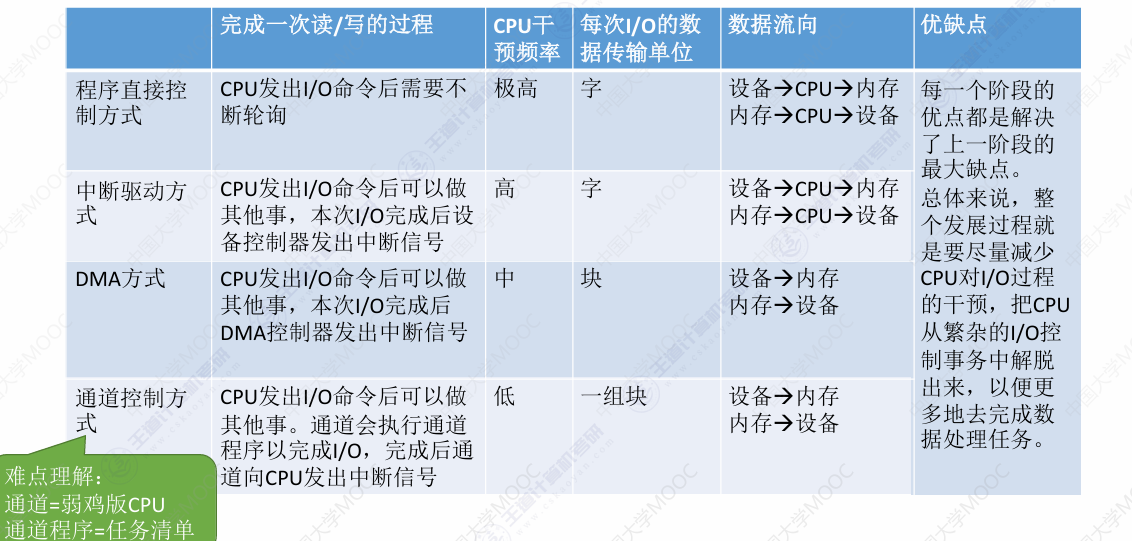 完成一次读/写的过程
CPU干
预频率
每次I/O的数
据传输单位
数据流向
优缺点
程序直接控
制方式
CPU发出I/O命令后需要不
断轮询
极高
字
设备→CPU→内存
内存→CPU→设备
每一个阶段的
优点都是解决
了上一阶段的
最大缺点。
总体来说，整
个发展过程就
是要尽量减少
CPU对I/O过程
的干预，把CPU
从繁杂的I/O控
制事务中解脱
出来，以便更
多地去完成数
据处理任务。
中断驱动方
式
CPU发出I/O命令后可以做
其他事，本次I/O完成后设
备控制器发出中断信号
高
字
设备→CPU→内存
内存→CPU→设备
DMA方式
CPU发出I/O命令后可以做
其他事，本次I/O完成后
DMA控制器发出中断信号
中
块
设备→内存
内存→设备
通道控制方
式
CPU发出I/O命令后可以做
其他事。通道会执行通道
程序以完成I/O，完成后通
道向CPU发出中断信号
低
一组块
设备→内存
内存→设备
难点理解：
通道=弱鸡版CPU
通道程序=任务清单